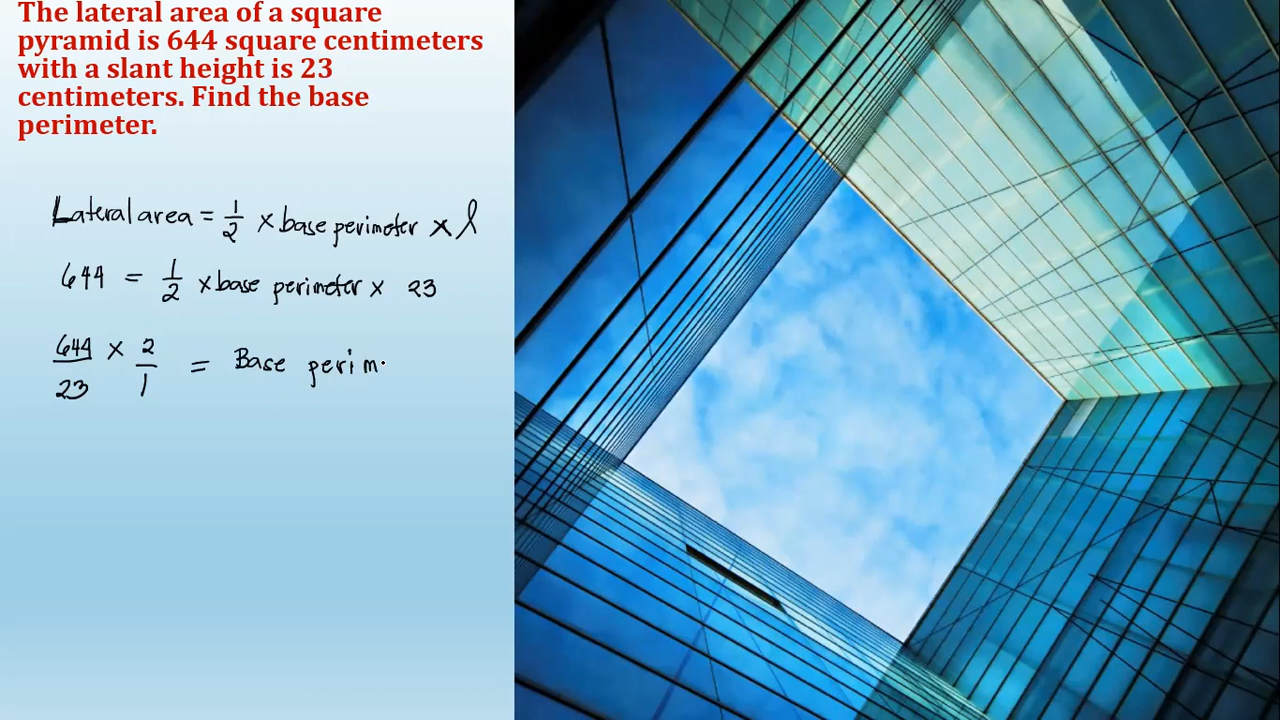 The lateral area of a square
pyramid is 644 square centimeters
with a slant height is 23
centimeters. Find the base
perimeter.
Lateral area = 1/2 × base perimeter × l
644 = 1/2 × base perimeter × 23
644/23 × 2/1 = Base perim